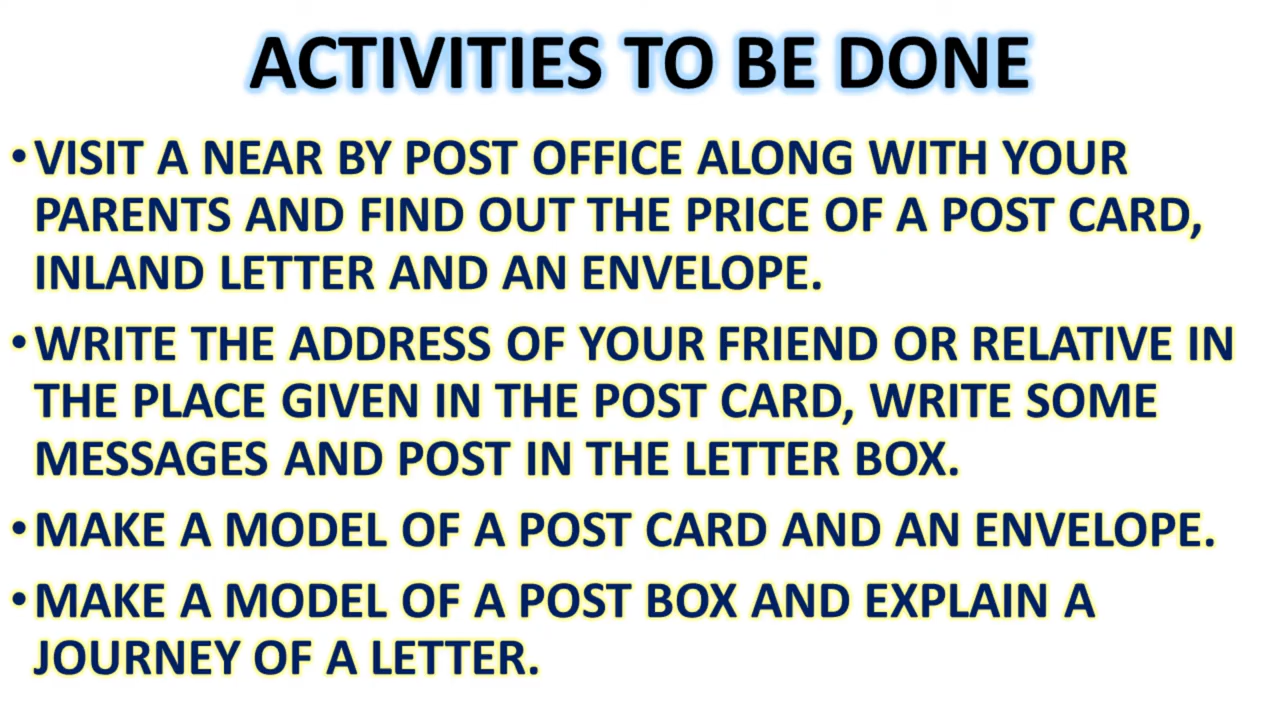 ACTIVITIES TO BE DONE
•VISIT A NEAR BY POST OFFICE ALONG WITH YOUR
PARENTS AND FIND OUT THE PRICE OF A POST CARD,
INLAND LETTER AND AN ENVELOPE.
•WRITE THE ADDRESS OF YOUR FRIEND OR RELATIVE IN
THE PLACE GIVEN IN THE POST CARD, WRITE SOME
MESSAGES AND POST IN THE LETTER BOX.
•MAKE A MODEL OF A POST CARD AND AN ENVELOPE.
•MAKE A MODEL OF A POST BOX AND EXPLAIN A
JOURNEY OF A LETTER.